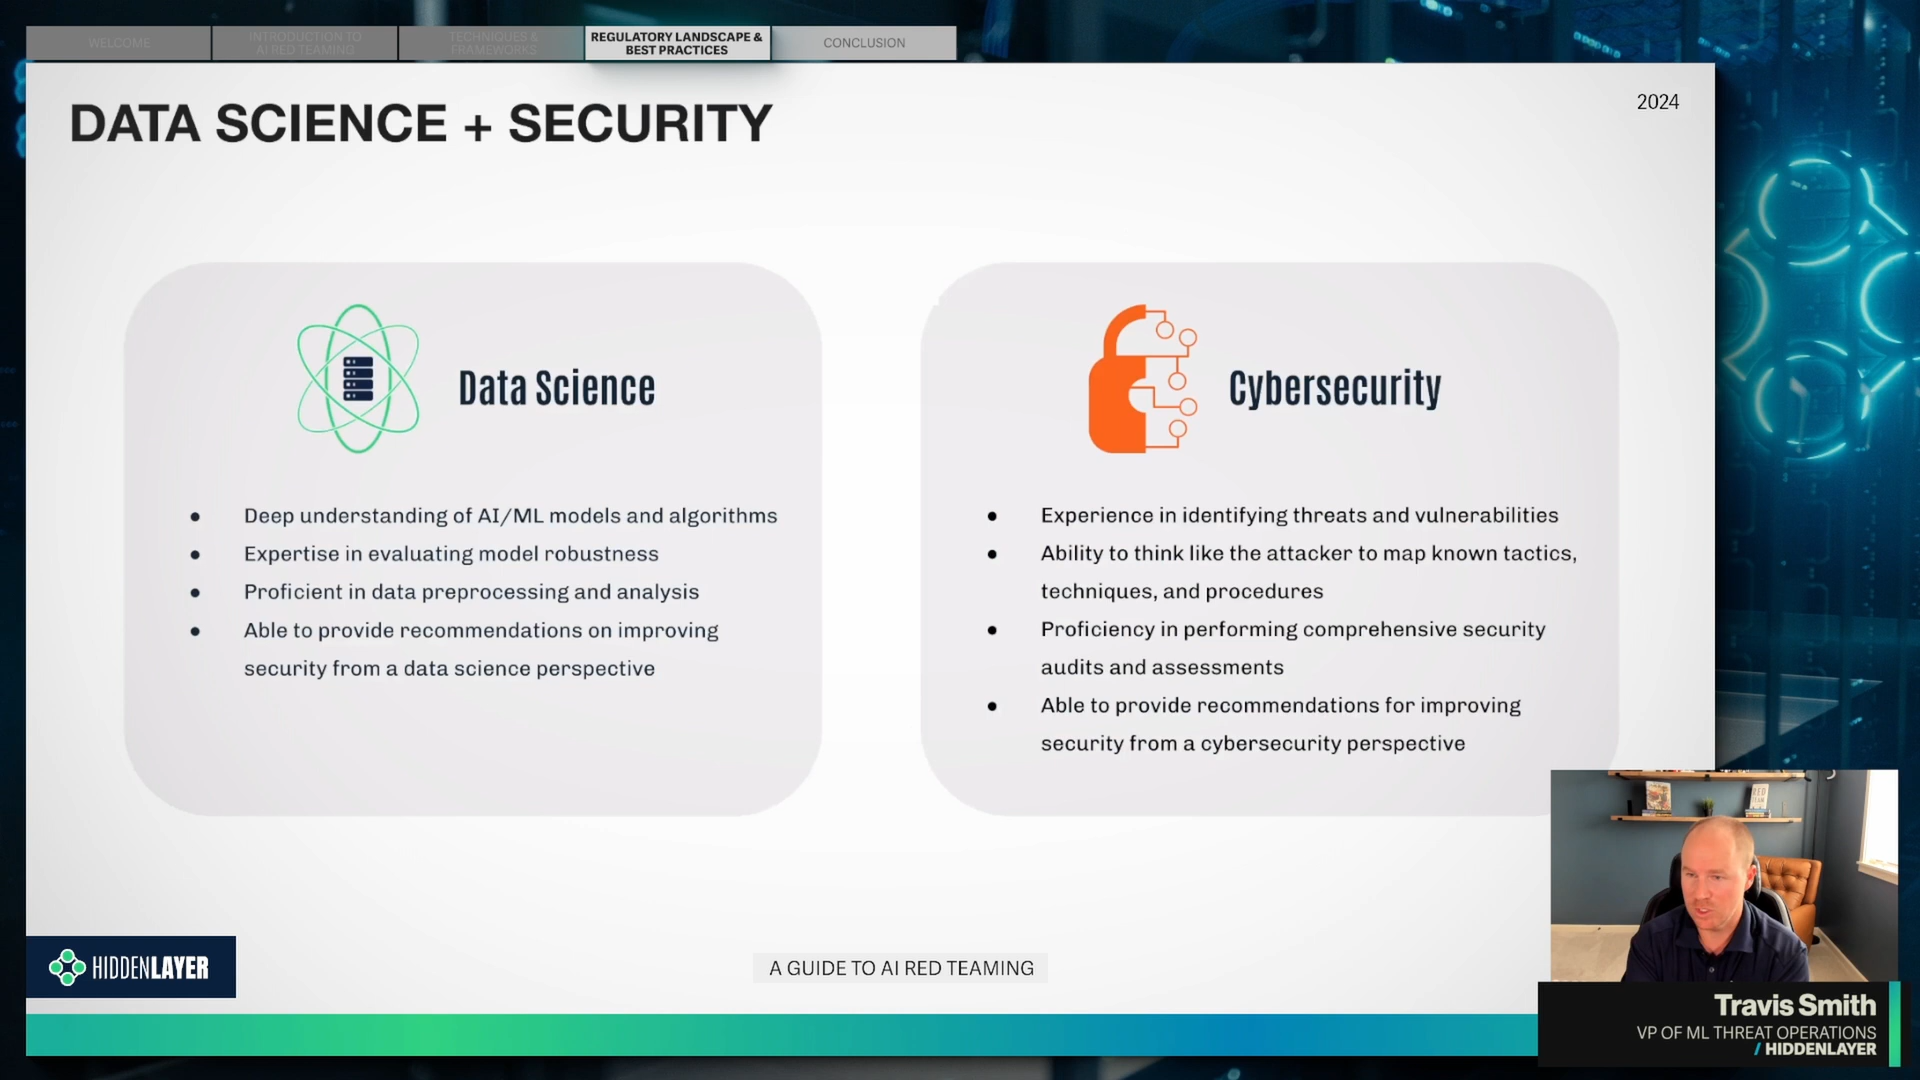 WELCOME
INTRODUCTION TO
AI RED TEAMING
TECHNIQUES &
FRAMEWORKS
REGULATORY LANDSCAPE &
BEST PRACTICES
CONCLUSION
DATA SCIENCE + SECURITY
2024
Data Science
• Deep understanding of AI/ML models and algorithms
• Expertise in evaluating model robustness
• Proficient in data preprocessing and analysis
• Able to provide recommendations on improving
security from a data science perspective
Cybersecurity
• Experience in identifying threats and vulnerabilities
• Ability to think like the attacker to map known tactics,
techniques, and procedures
• Proficiency in performing comprehensive security
audits and assessments
• Able to provide recommendations for improving
security from a cybersecurity perspective
HIDDENLAYER
A GUIDE TO AI RED TEAMING
RED
TEAM
Travis Smith
VP OF ML THREAT OPERATIONS
/ HIDDENLAYER